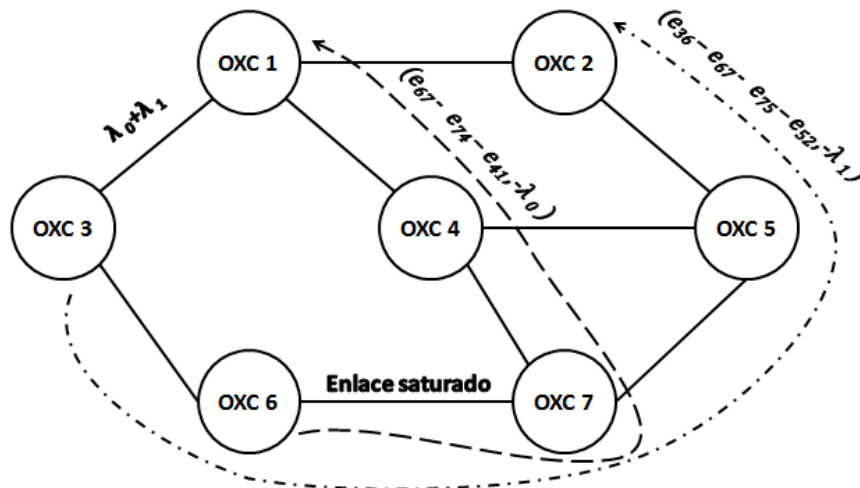 OXC 1
OXC 2
λ₀+λ₁
(e₆₇- e₇₄- e₄₁,-λ₀)
(e₃₆- e₆₇- e₇₅- e₅₂,-λ₁)
OXC 3
OXC 4
OXC 5
Enlace saturado
OXC 6
OXC 7